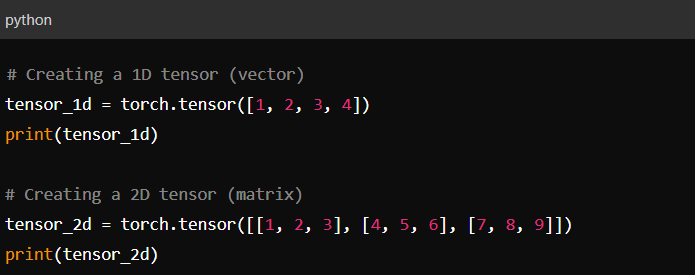 python
# Creating a 1D tensor (vector)
tensor_1d = torch.tensor([1, 2, 3, 4])
print(tensor_1d)
# Creating a 2D tensor (matrix)
tensor_2d = torch.tensor([[1, 2, 3], [4, 5, 6], [7, 8, 9]])
print(tensor_2d)